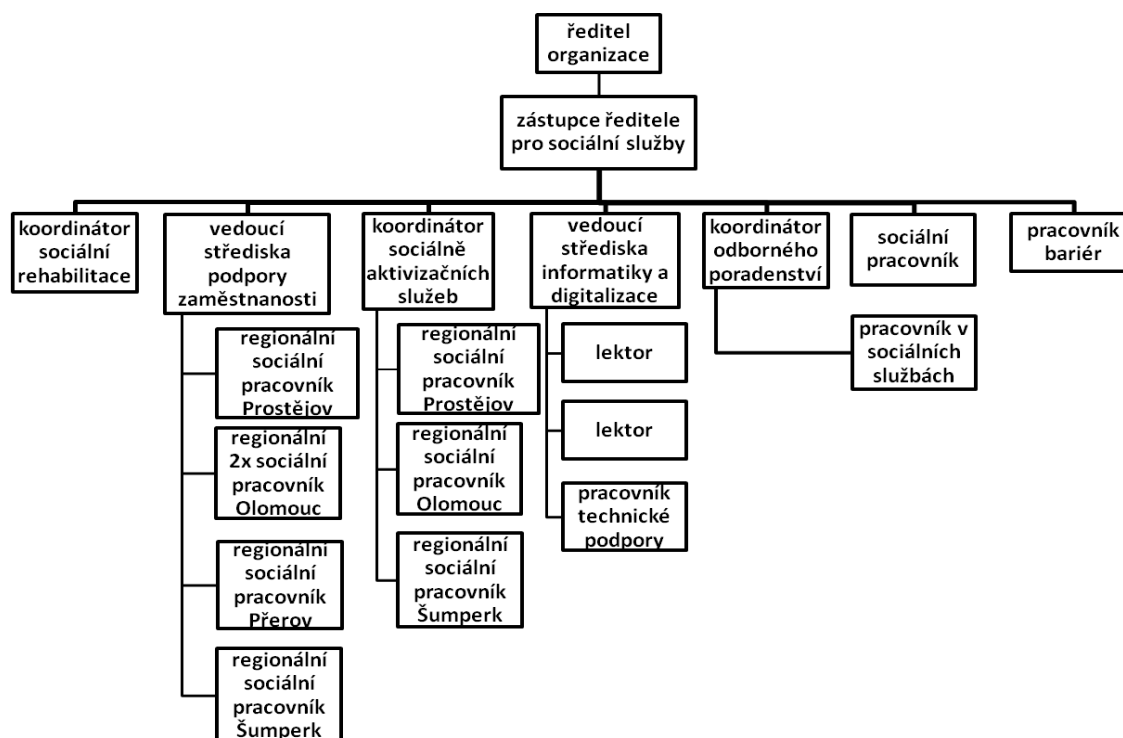 ředitel
organizace
zástupce ředitele
pro sociální služby
koordinátor
sociální
rehabilitace
vedoucí
střediska
podpory
zaměstnanosti
koordinátor
sociálně
aktivizačních
služeb
vedoucí
střediska
informatiky a
digitalizace
koordinátor
odborného
poradenství
sociální
pracovník
pracovník
bariér
regionální
sociální
pracovník
Prostějov
regionální
2x sociální
pracovník
Olomouc
regionální
sociální
pracovník
Přerov
regionální
sociální
pracovník
Šumperk
regionální
sociální
pracovník
Prostějov
regionální
sociální
pracovník
Olomouc
regionální
sociální
pracovník
Šumperk
lektor
lektor
pracovník
technické
podpory
pracovník v
sociálních
službách